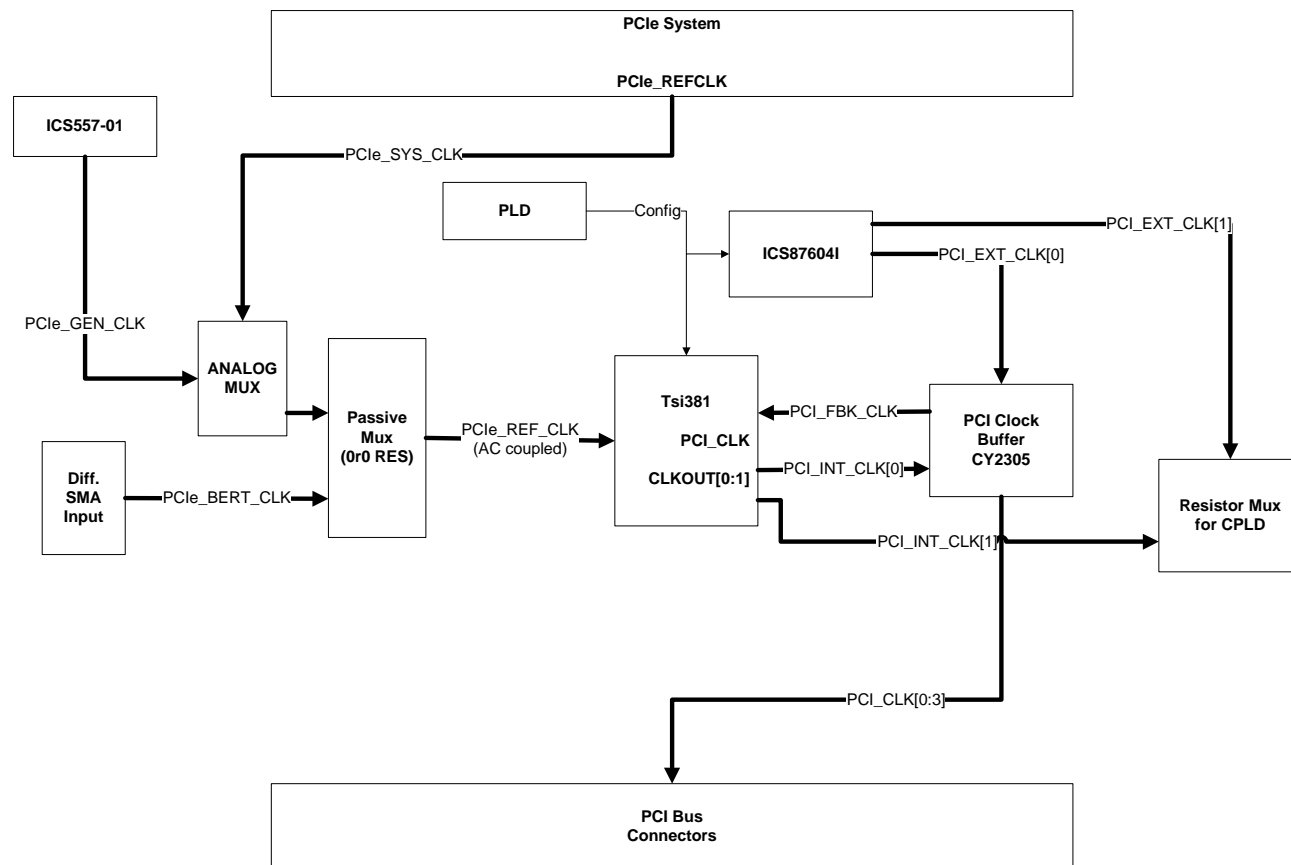 PCIe System
PCIe_REFCLK
ICS557-01
PCIe_SYS_CLK
PLD
Config
ICS87604I
PCI_EXT_CLK[1]
PCI_EXT_CLK[0]
PCIe_GEN_CLK
ANALOG
MUX
Passive
Mux
(0r0 RES)
PCIe_REF_CLK
(AC coupled)
Tsi381
PCI_CLK
CLKOUT[0:1]
PCI_FBK_CLK
PCI_INT_CLK[0]
PCI Clock
Buffer
CY2305
Diff.
SMA
Input
PCIe_BERT_CLK
PCI_INT_CLK[1]
Resistor Mux
for CPLD
PCI_CLK[0:3]
PCI Bus
Connectors